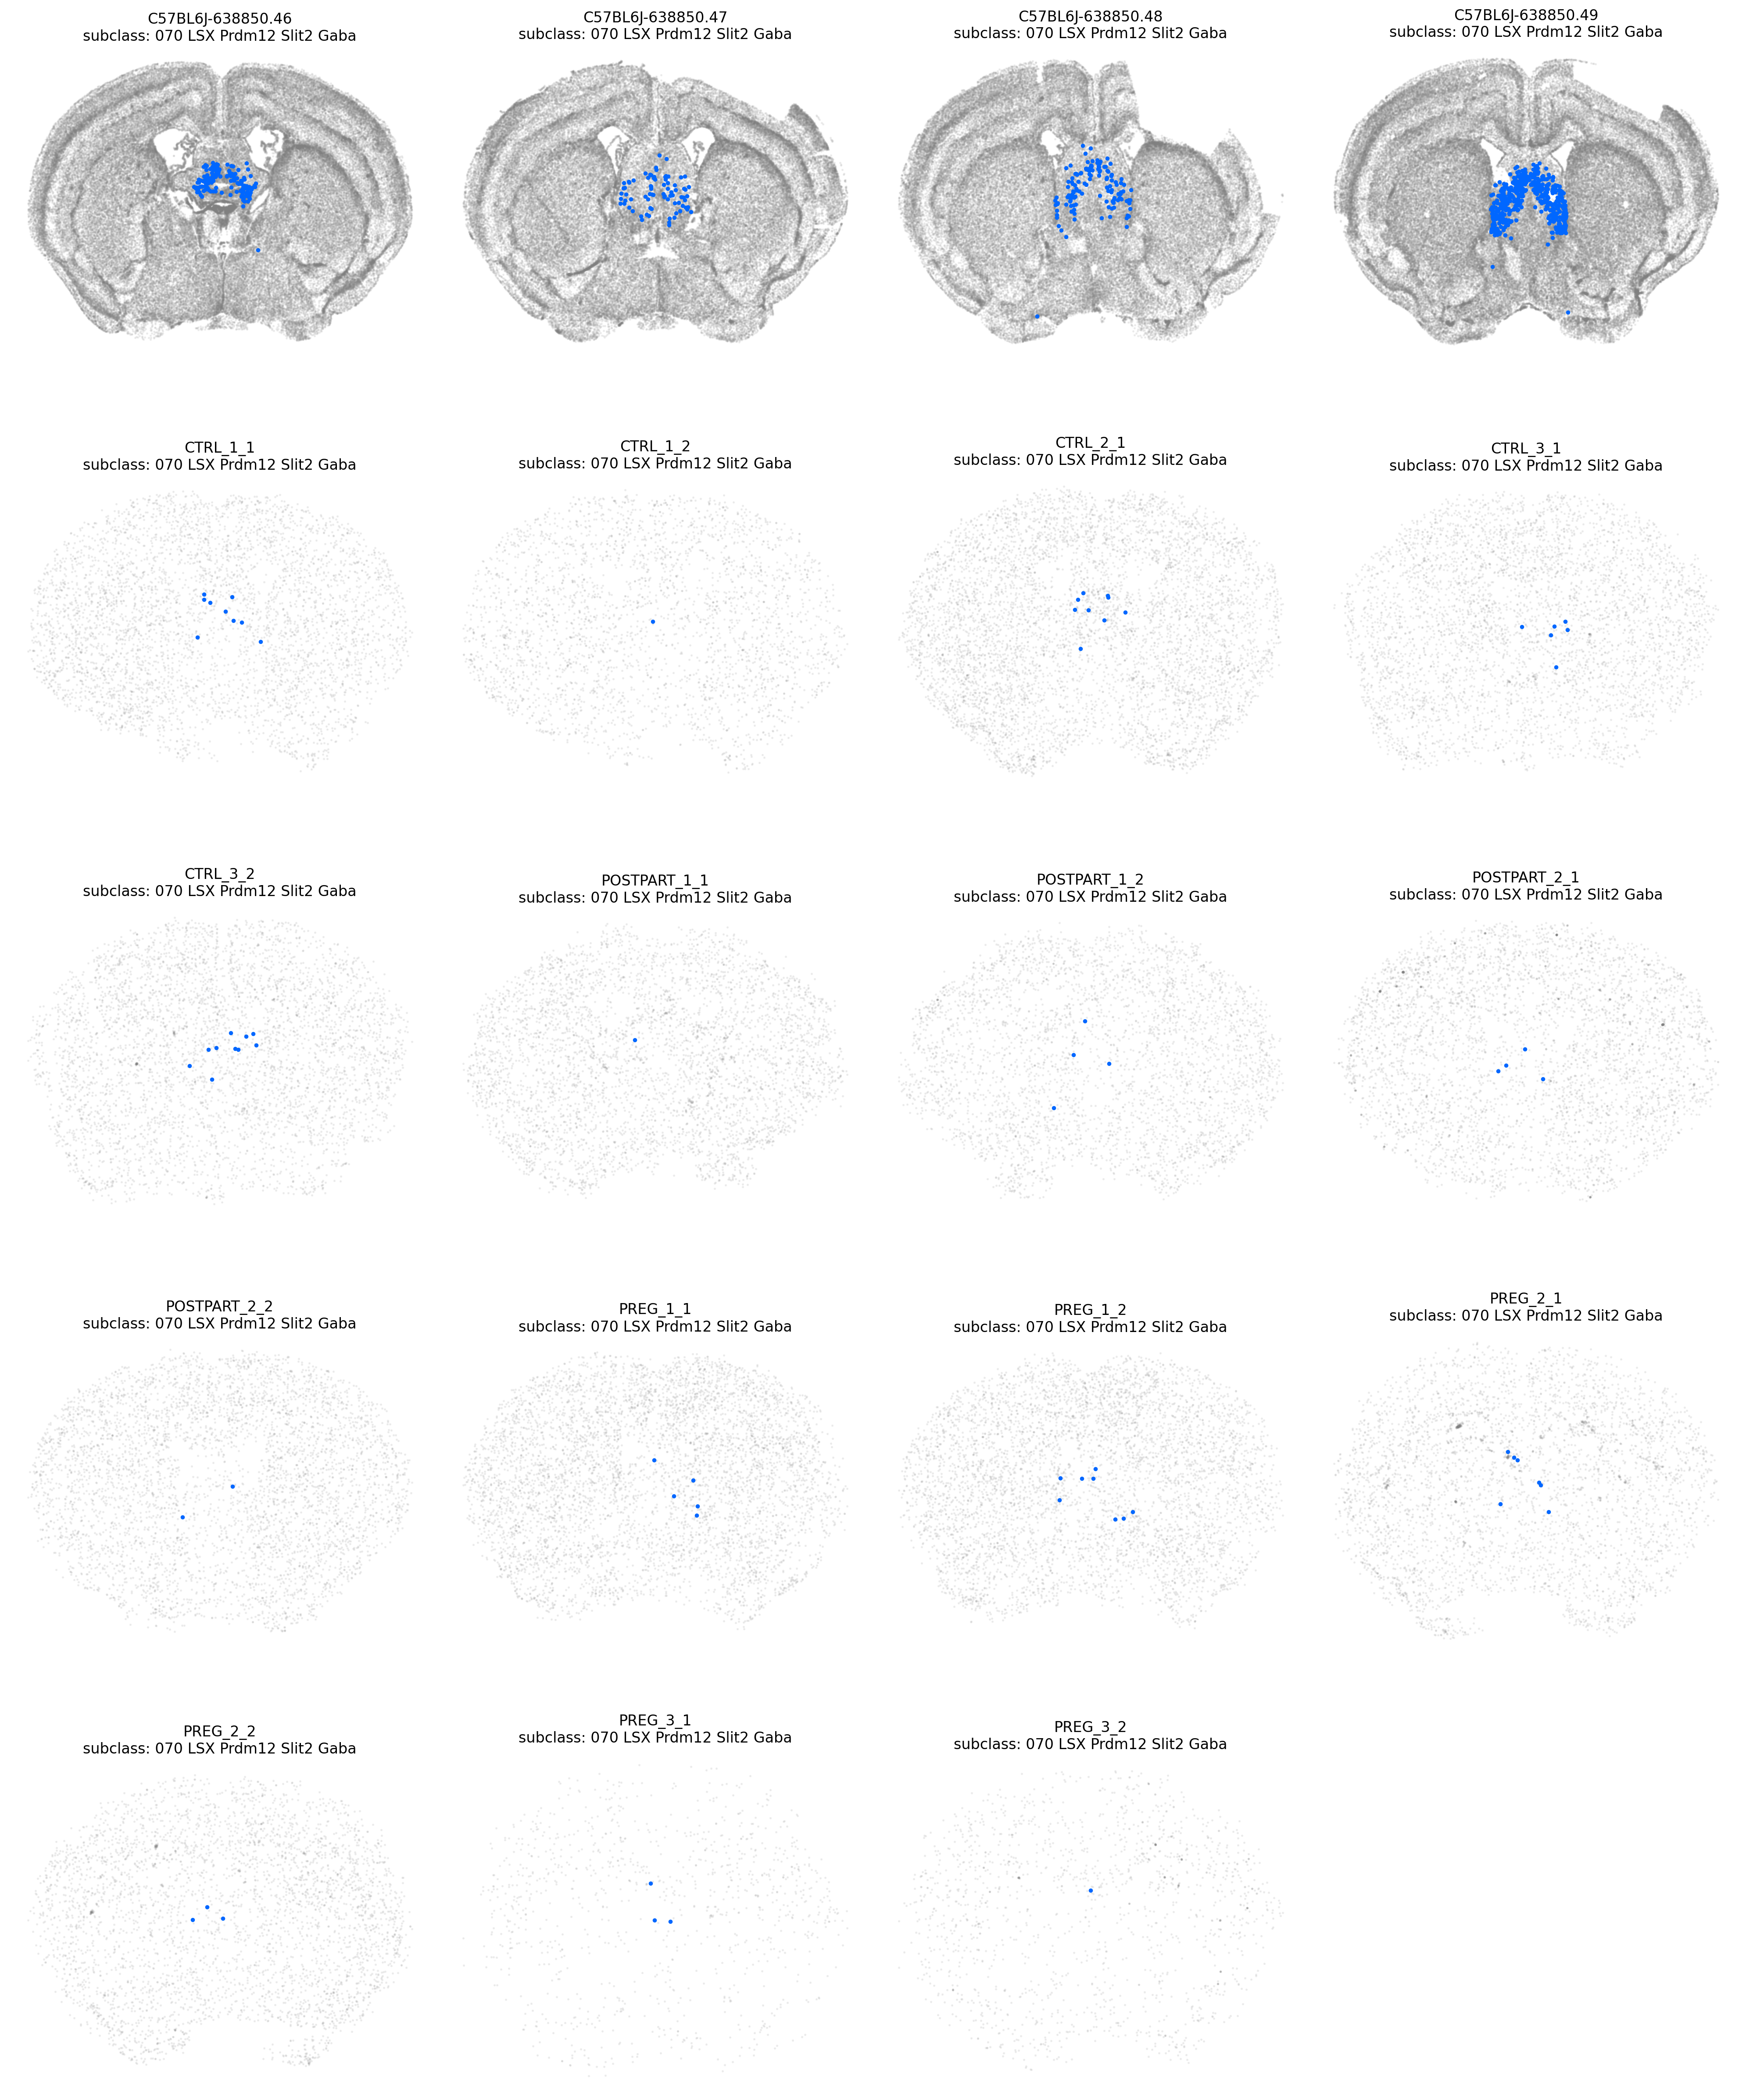 C57BL6J-638850.46
subclass: 070 LSX Prdm12 Slit2 Gaba
C57BL6J-638850.47
subclass: 070 LSX Prdm12 Slit2 Gaba
C57BL6J-638850.48
subclass: 070 LSX Prdm12 Slit2 Gaba
C57BL6J-638850.49
subclass: 070 LSX Prdm12 Slit2 Gaba
CTRL_1_1
subclass: 070 LSX Prdm12 Slit2 Gaba
CTRL_1_2
subclass: 070 LSX Prdm12 Slit2 Gaba
CTRL_2_1
subclass: 070 LSX Prdm12 Slit2 Gaba
CTRL_3_1
subclass: 070 LSX Prdm12 Slit2 Gaba
CTRL_3_2
subclass: 070 LSX Prdm12 Slit2 Gaba
POSTPART_1_1
subclass: 070 LSX Prdm12 Slit2 Gaba
POSTPART_1_2
subclass: 070 LSX Prdm12 Slit2 Gaba
POSTPART_2_1
subclass: 070 LSX Prdm12 Slit2 Gaba
POSTPART_2_2
subclass: 070 LSX Prdm12 Slit2 Gaba
PREG_1_1
subclass: 070 LSX Prdm12 Slit2 Gaba
PREG_1_2
subclass: 070 LSX Prdm12 Slit2 Gaba
PREG_2_1
subclass: 070 LSX Prdm12 Slit2 Gaba
PREG_2_2
subclass: 070 LSX Prdm12 Slit2 Gaba
PREG_3_1
subclass: 070 LSX Prdm12 Slit2 Gaba
PREG_3_2
subclass: 070 LSX Prdm12 Slit2 Gaba